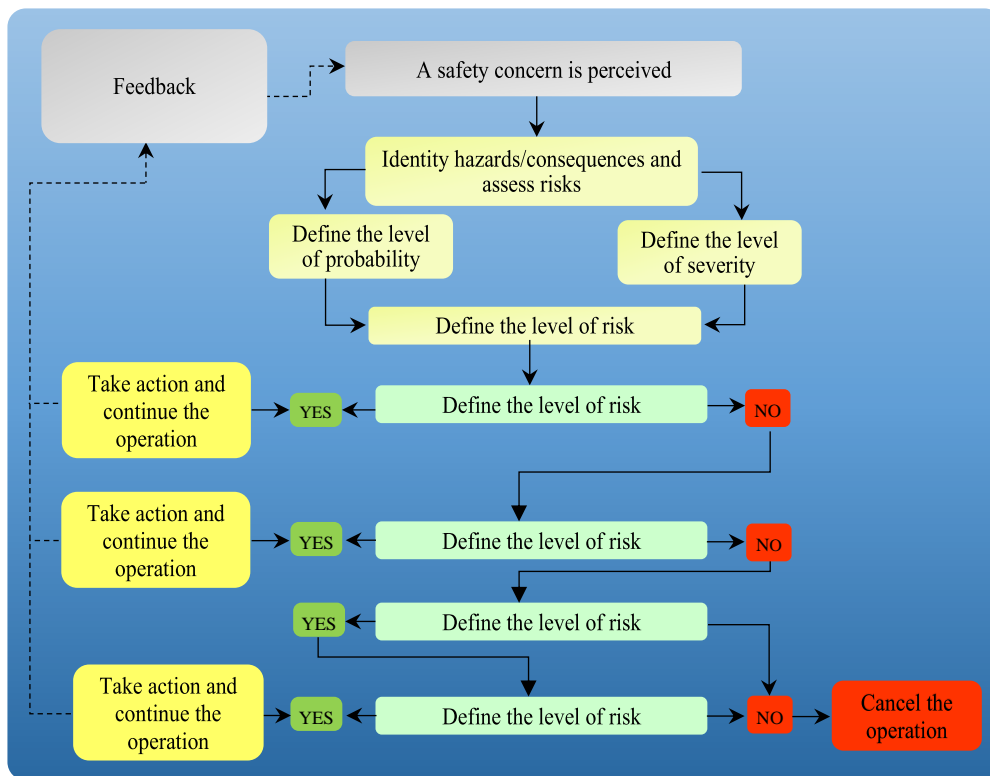 Feedback
A safety concern is perceived
Identity hazards/consequences and
assess risks
Define the level
of probability
Define the level
of severity
Define the level of risk
Take action and
continue the
operation
YES
Define the level of risk
NO
Take action and
continue the
operation
YES
Define the level of risk
NO
YES
Define the level of risk
Take action and
continue the
operation
YES
Define the level of risk
NO
Cancel the
operation